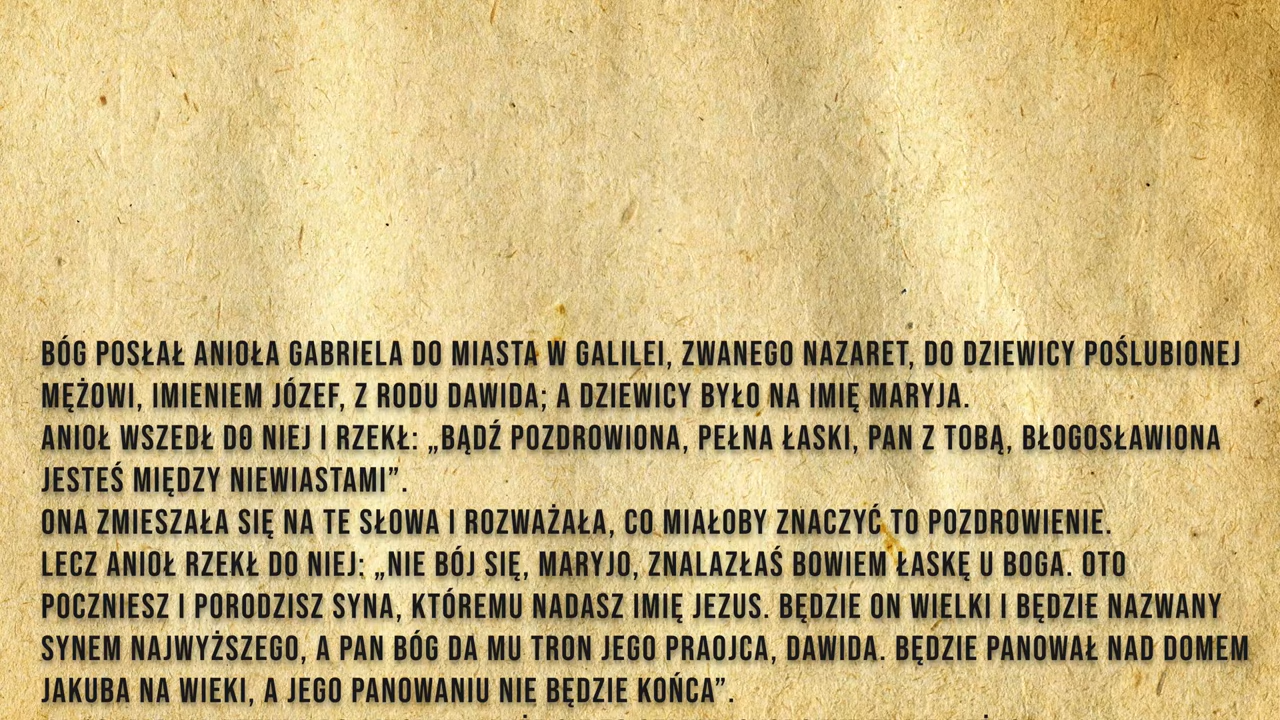 BÓG POSŁAŁ ANIOŁA GABRIELA DO MIASTA W GALILEI, ZWANEGO NAZARET, DO DZIEWICY POŚLUBIONEJ
MĘŻOWI, IMIENIEM JÓZEF, Z RODU DAWIDA; A DZIEWICY BYŁO NA IMIĘ MARYJA.
ANIOŁ WSZEDŁ DO NIEJ I RZEKŁ: „BĄDŹ POZDROWIONA, PEŁNA ŁASKI, PAN Z TOBĄ, BŁOGOSŁAWIONA
JESTEŚ MIĘDZY NIEWIASTAMI”.
ONA ZMIESZAŁA SIĘ NA TE SŁOWA I ROZWAŻAŁA, CO MIAŁOBY ZNACZYĆ TO POZDROWIENIE.
LECZ ANIOŁ RZEKŁ DO NIEJ: „NIE BÓJ SIĘ, MARYJO, ZNALAZŁAŚ BOWIEM ŁASKĘ U BOGA. OTO
POCZNIESZ I PORODZISZ SYNA, KTÓREMU NADASZ IMIĘ JEZUS. BĘDZIE ON WIELKI I BĘDZIE NAZWANY
SYNEM NAJWYŻSZEGO, A PAN BÓG DA MU TRON JEGO PRAOJCA, DAWIDA. BĘDZIE PANOWAŁ NAD DOMEM
JAKUBA NA WIEKI, A JEGO PANOWANIU NIE BĘDZIE KOŃCA”.